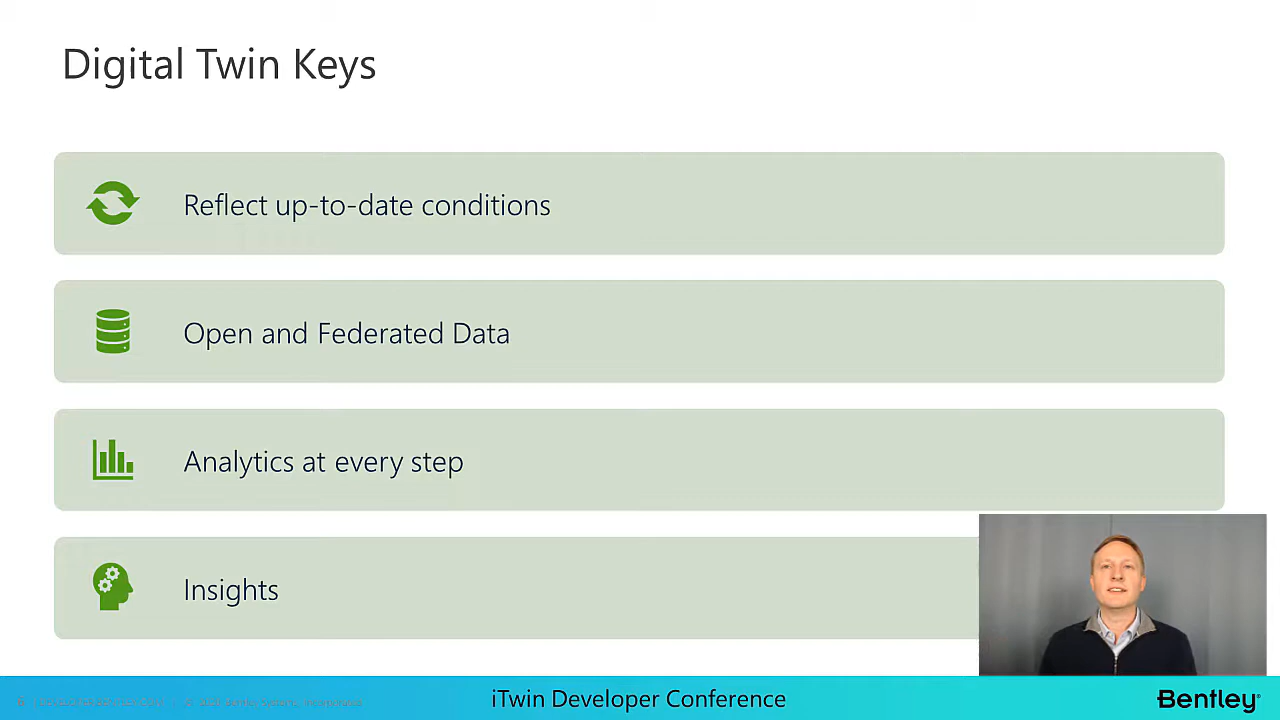 Digital Twin Keys
Reflect up-to-date conditions
Open and Federated Data
Analytics at every step
Insights
iTwin Developer Conference
Bentley